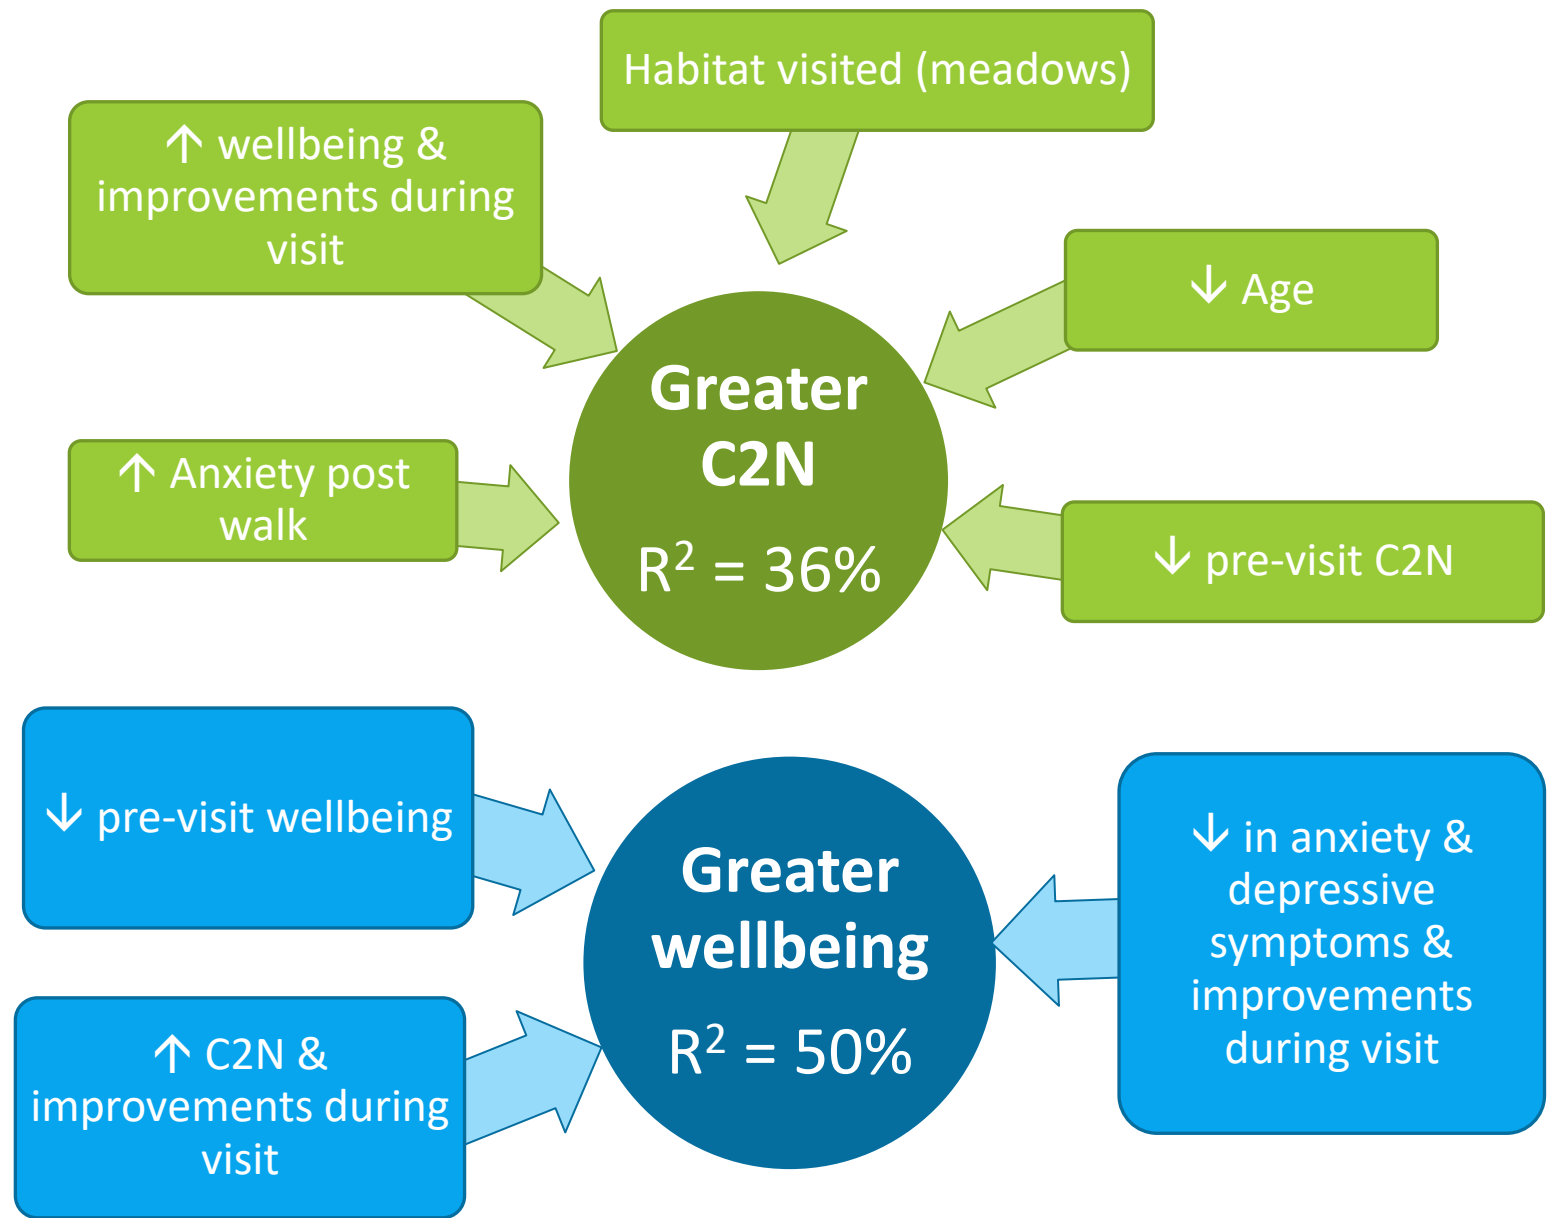 Habitat visited (meadows)
↑ wellbeing &
improvements during
visit
↓ Age
Greater
C2N
R² = 36%
↑ Anxiety post
walk
↓ pre-visit C2N
↓ pre-visit wellbeing
Greater
wellbeing
R² = 50%
↓ in anxiety &
depressive
symptoms &
improvements
during visit
↑ C2N &
improvements during
visit